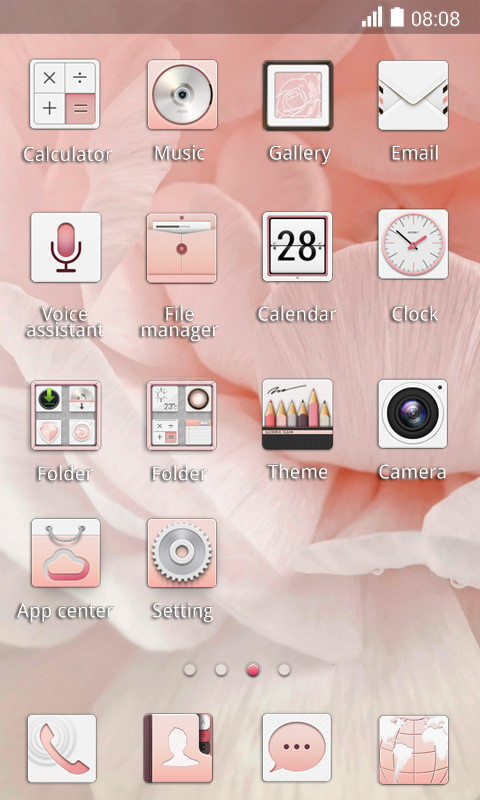 08:08
Calculator
Music
Gallery
Email
28
Voice
assistant
File
manager
Calendar
Clock
23°
Folder
Folder
Theme
Camera
App center
Setting